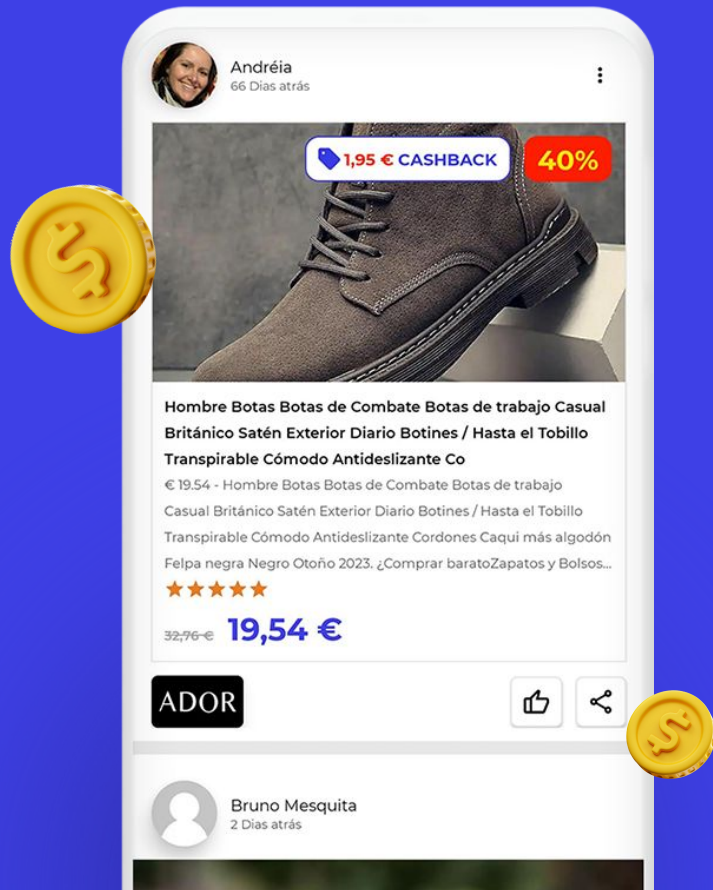 Andréia
66 Dias atrás
1,95 € CASHBACK
40%
Hombre Botas Botas de Combate Botas de trabajo Casual
Británico Satén Exterior Diario Botines / Hasta el Tobillo
Transpirable Cómodo Antideslizante Co
€ 19.54 - Hombre Botas Botas de Combate Botas de trabajo
Casual Británico Satén Exterior Diario Botines / Hasta el Tobillo
Transpirable Cómodo Antideslizante Cordones Caqui más algodón
Felpa negra Negro Otoño 2023. ¿Comprar baratoZapatos y Bolsos...
32,76 € 19,54 €
ADOR
Bruno Mesquita
2 Dias atrás